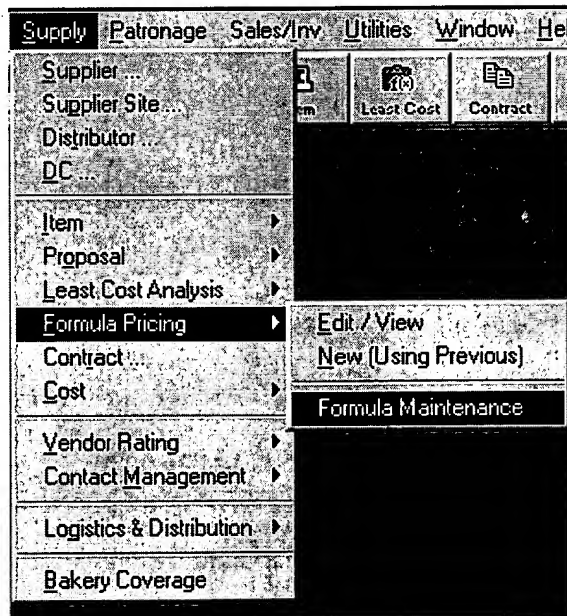 Supply Patronage Sales/Inv. Utilities Window He
Supplier ...
Supplier Site ...
Distributor ...
DC ...
em Least Cost Contract
Item
Proposal
Least Cost Analysis
Formula Pricing
Contract ...
Cost
Edit / View
New (Using Previous)
Formula Maintenance
Vendor Rating
Contact Management
Logistics & Distribution
Bakery Coverage